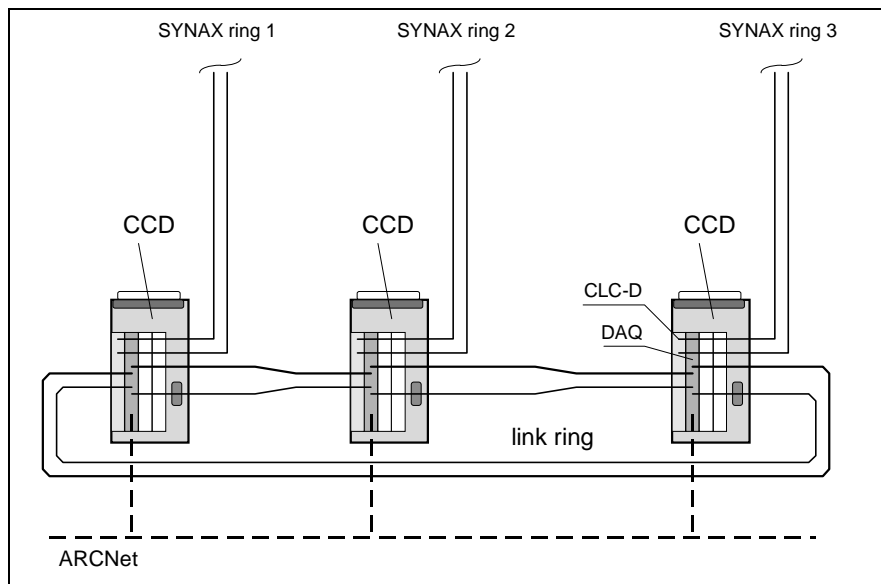 SYNAX ring 1
SYNAX ring 2
SYNAX ring 3
CCD
CCD
CCD
CLC-D
DAQ
link ring
ARCNet